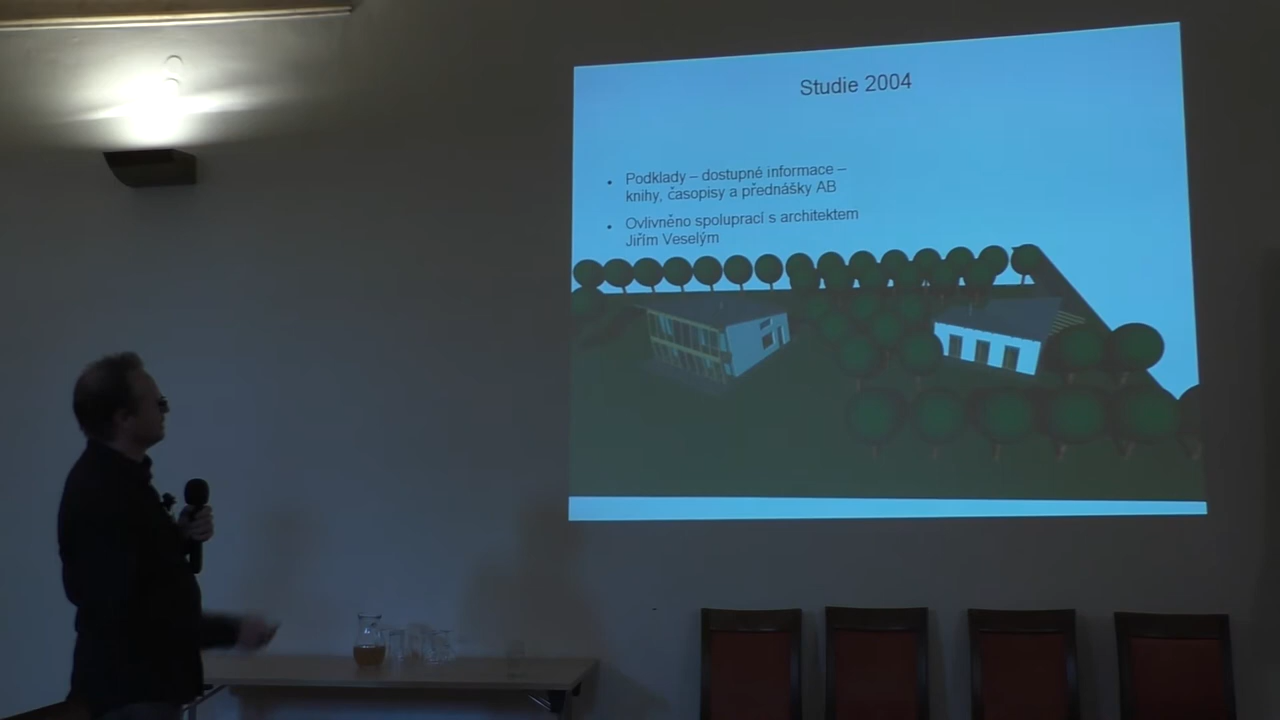 Studie 2004
• Podklady – dostupné informace –
knihy, časopisy a přednášky AB
• Ovlivněno spoluprací s architektem
Jiřím Veselým